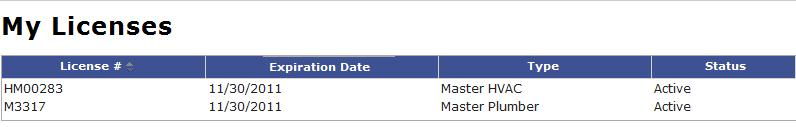 My Licenses
License # Expiration Date Type Status
HM00283 11/30/2011 Master HVAC Active
M3317 11/30/2011 Master Plumber Active